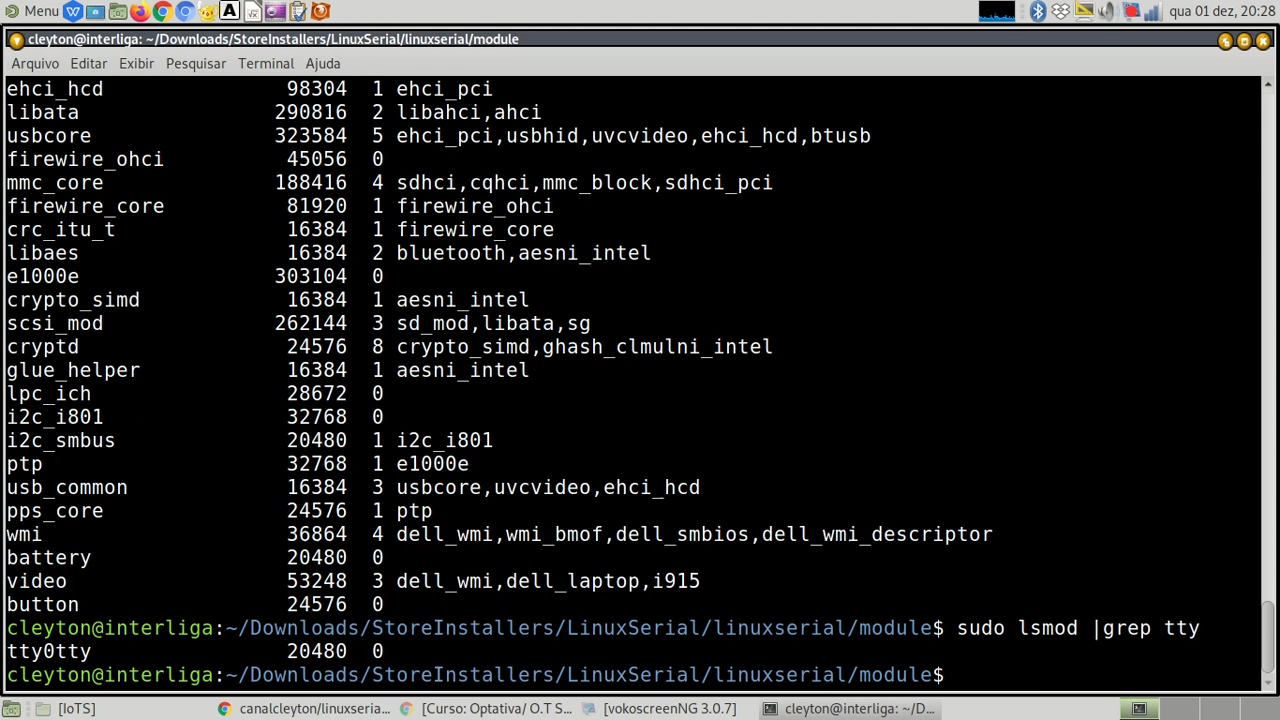 Menu A qua 01 dez, 20:28
cleyton@interliga: ~/Downloads/StoreInstallers/LinuxSerial/linuxserial/module
Arquivo Editar Exibir Pesquisar Terminal Ajuda
ehci_hcd 98304 1 ehci_pci
libata 290816 2 libahci,ahci
usbcore 323584 5 ehci_pci,usbhid,uvcvideo,ehci_hcd,btusb
firewire_ohci 45056 0
mmc_core 188416 4 sdhci,cqhci,mmc_block,sdhci_pci
firewire_core 81920 1 firewire_ohci
crc_itu_t 16384 1 firewire_core
libaes 16384 2 bluetooth,aesni_intel
e1000e 303104 0
crypto_simd 16384 1 aesni_intel
scsi_mod 262144 3 sd_mod,libata,sg
cryptd 24576 8 crypto_simd,ghash_clmulni_intel
glue_helper 16384 1 aesni_intel
lpc_ich 28672 0
i2c_i801 32768 0
i2c_smbus 20480 1 i2c_i801
ptp 32768 1 e1000e
usb_common 16384 3 usbcore,uvcvideo,ehci_hcd
pps_core 24576 1 ptp
wmi 36864 4 dell_wmi,wmi_bmof,dell_smbios,dell_wmi_descriptor
battery 20480 0
video 53248 3 dell_wmi,dell_laptop,i915
button 24576 0
cleyton@interliga:~/Downloads/StoreInstallers/LinuxSerial/linuxserial/module$ sudo lsmod |grep tty
tty0tty 20480 0
cleyton@interliga:~/Downloads/StoreInstallers/LinuxSerial/linuxserial/module$
[IoTS] canalcleyton/linuxseria... [Curso: Optativa/ O.T S... [vokoscreenNG 3.0.7] cleyton@interliga: ~/D...